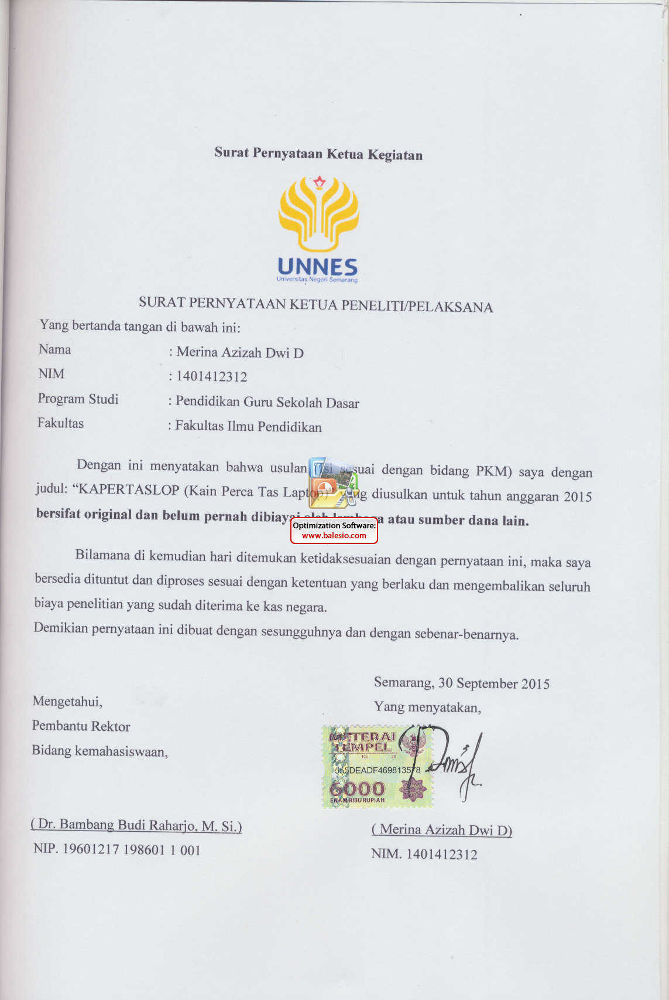 Surat Pernyataan Ketua Kegiatan
UNNES
Universitas Negeri Semarang
SURAT PERNYATAAN KETUA PENELITI/PELAKSANA
Yang bertanda tangan di bawah ini:
Nama : Merina Azizah Dwi D
NIM : 1401412312
Program Studi : Pendidikan Guru Sekolah Dasar
Fakultas : Fakultas Ilmu Pendidikan
Dengan ini menyatakan bahwa usulan (Isi sesuai dengan bidang PKM) saya dengan
judul: “KAPERTASLOP (Kain Perca Tas Laptop)” yang diusulkan untuk tahun anggaran 2015
bersifat original dan belum pernah dibiayai oleh lembaga atau sumber dana lain.
Optimization Software:
www.balesio.com
Bilamana di kemudian hari ditemukan ketidaksesuaian dengan pernyataan ini, maka saya
bersedia dituntut dan diproses sesuai dengan ketentuan yang berlaku dan mengembalikan seluruh
biaya penelitian yang sudah diterima ke kas negara.
Demikian pernyataan ini dibuat dengan sesungguhnya dan dengan sebenar-benarnya.
Semarang, 30 September 2015
Mengetahui,
Yang menyatakan,
Pembantu Rektor
Bidang kemahasiswaan,
METERAI
TEMPEL
TGL. 20
555DEADF469813578
6000
ENAM RIBU RUPIAH
( Dr. Bambang Budi Raharjo, M. Si.)
( Merina Azizah Dwi D)
NIP. 19601217 198601 1 001
NIM. 1401412312